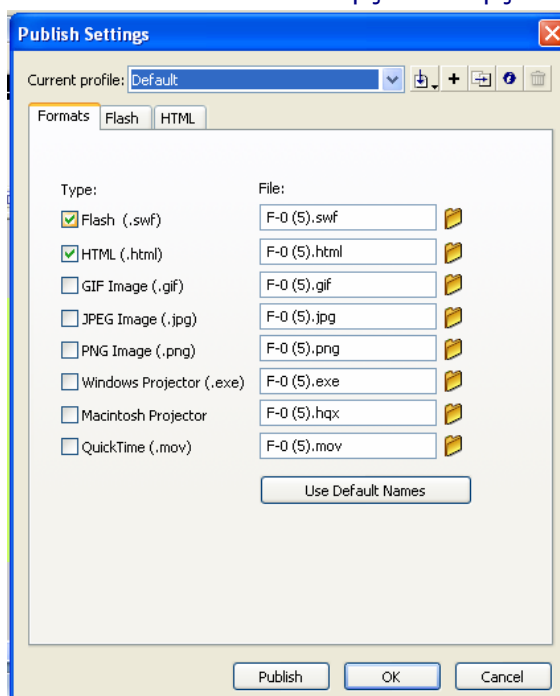 Publish Settings
Current profile: Default
Formats Flash HTML
Type: File:
Flash (.swf) F-0 (5).swf
HTML (.html) F-0 (5).html
GIF Image (.gif) F-0 (5).gif
JPEG Image (.jpg) F-0 (5).jpg
PNG Image (.png) F-0 (5).png
Windows Projector (.exe) F-0 (5).exe
Macintosh Projector F-0 (5).hqx
QuickTime (.mov) F-0 (5).mov
Use Default Names
Publish OK Cancel